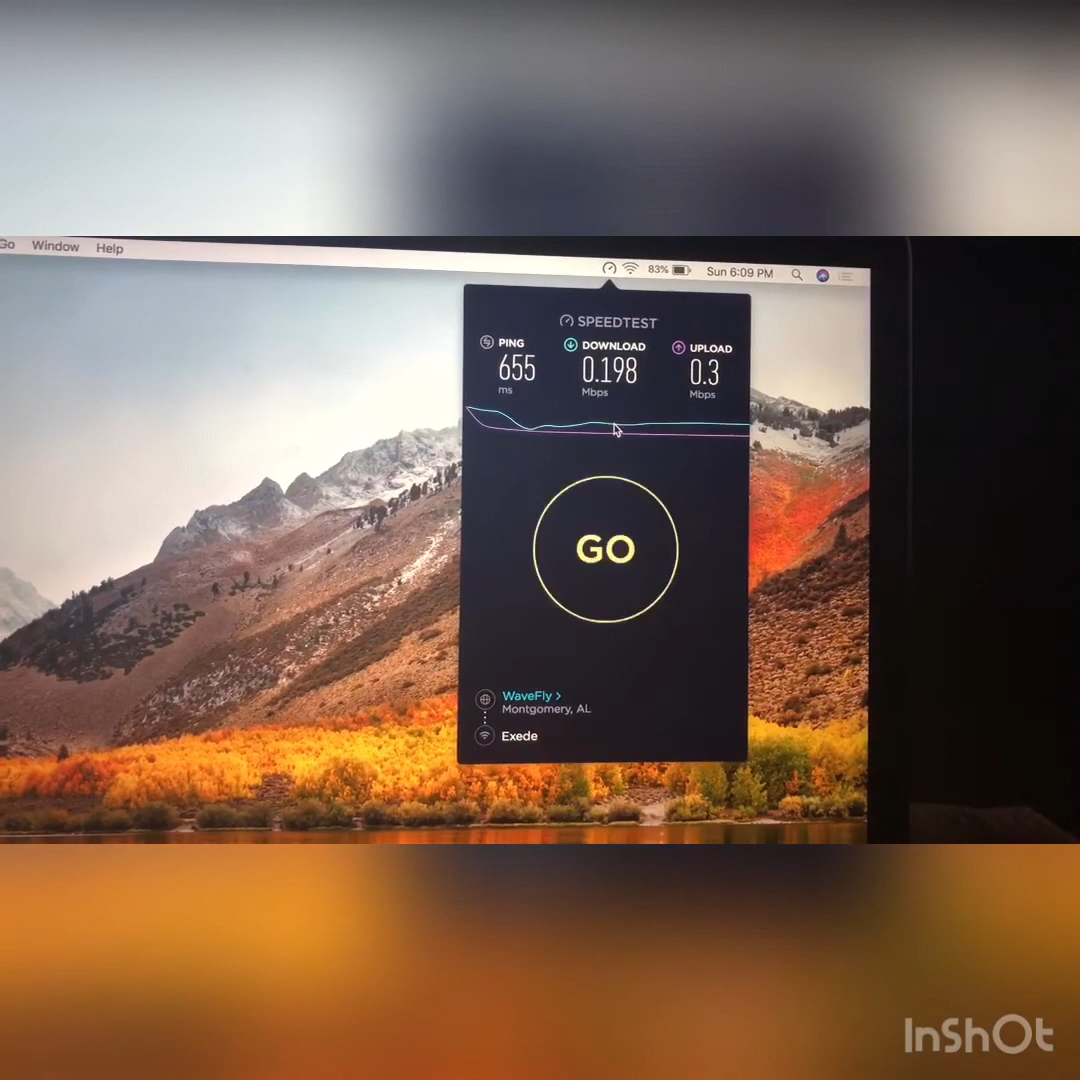 Go Window Help
83% Sun 6:09 PM
SPEEDTEST
PING DOWNLOAD UPLOAD
655 0.198 0.3
ms Mbps Mbps
GO
WaveFly >
Montgomery, AL
Exede
InShOt